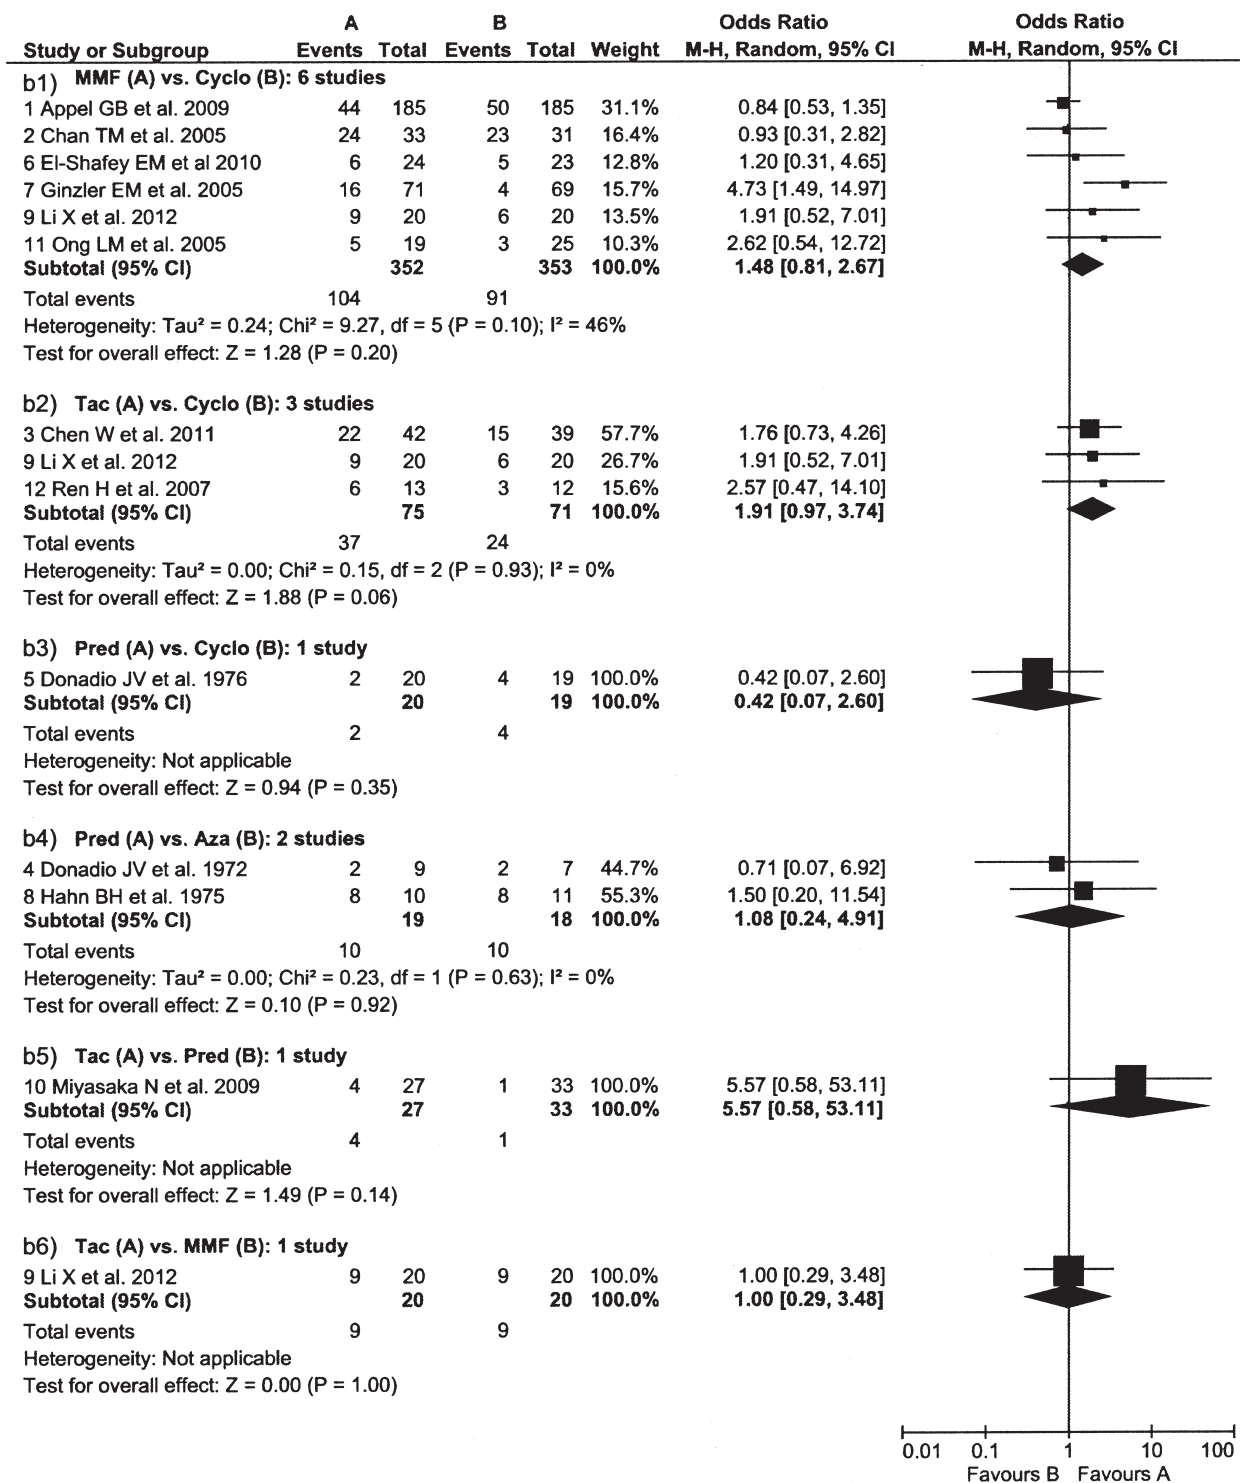 A B Odds Ratio Odds Ratio
Study or Subgroup Events Total Events Total Weight M-H, Random, 95% CI M-H, Random, 95% CI
b1) MMF (A) vs. Cyclo (B): 6 studies
1 Appel GB et al. 2009 44 185 50 185 31.1% 0.84 [0.53, 1.35]
2 Chan TM et al. 2005 24 33 23 31 16.4% 0.93 [0.31, 2.82]
6 El-Shafey EM et al 2010 6 24 5 23 12.8% 1.20 [0.31, 4.65]
7 Ginzler EM et al. 2005 16 71 4 69 15.7% 4.73 [1.49, 14.97]
9 Li X et al. 2012 9 20 6 20 13.5% 1.91 [0.52, 7.01]
11 Ong LM et al. 2005 5 19 3 25 10.3% 2.62 [0.54, 12.72]
Subtotal (95% CI) 352 353 100.0% 1.48 [0.81, 2.67]
Total events 104 91
Heterogeneity: Tau² = 0.24; Chi² = 9.27, df = 5 (P = 0.10); I² = 46%
Test for overall effect: Z = 1.28 (P = 0.20)
b2) Tac (A) vs. Cyclo (B): 3 studies
3 Chen W et al. 2011 22 42 15 39 57.7% 1.76 [0.73, 4.26]
9 Li X et al. 2012 9 20 6 20 26.7% 1.91 [0.52, 7.01]
12 Ren H et al. 2007 6 13 3 12 15.6% 2.57 [0.47, 14.10]
Subtotal (95% CI) 75 71 100.0% 1.91 [0.97, 3.74]
Total events 37 24
Heterogeneity: Tau² = 0.00; Chi² = 0.15, df = 2 (P = 0.93); I² = 0%
Test for overall effect: Z = 1.88 (P = 0.06)
b3) Pred (A) vs. Cyclo (B): 1 study
5 Donadio JV et al. 1976 2 20 4 19 100.0% 0.42 [0.07, 2.60]
Subtotal (95% CI) 20 19 100.0% 0.42 [0.07, 2.60]
Total events 2 4
Heterogeneity: Not applicable
Test for overall effect: Z = 0.94 (P = 0.35)
b4) Pred (A) vs. Aza (B): 2 studies
4 Donadio JV et al. 1972 2 9 2 7 44.7% 0.71 [0.07, 6.92]
8 Hahn BH et al. 1975 8 10 8 11 55.3% 1.50 [0.20, 11.54]
Subtotal (95% CI) 19 18 100.0% 1.08 [0.24, 4.91]
Total events 10 10
Heterogeneity: Tau² = 0.00; Chi² = 0.23, df = 1 (P = 0.63); I² = 0%
Test for overall effect: Z = 0.10 (P = 0.92)
b5) Tac (A) vs. Pred (B): 1 study
10 Miyasaka N et al. 2009 4 27 1 33 100.0% 5.57 [0.58, 53.11]
Subtotal (95% CI) 27 33 100.0% 5.57 [0.58, 53.11]
Total events 4 1
Heterogeneity: Not applicable
Test for overall effect: Z = 1.49 (P = 0.14)
b6) Tac (A) vs. MMF (B): 1 study
9 Li X et al. 2012 9 20 9 20 100.0% 1.00 [0.29, 3.48]
Subtotal (95% CI) 20 20 100.0% 1.00 [0.29, 3.48]
Total events 9 9
Heterogeneity: Not applicable
Test for overall effect: Z = 0.00 (P = 1.00)
0.01 0.1 1 10 100
Favours B Favours A